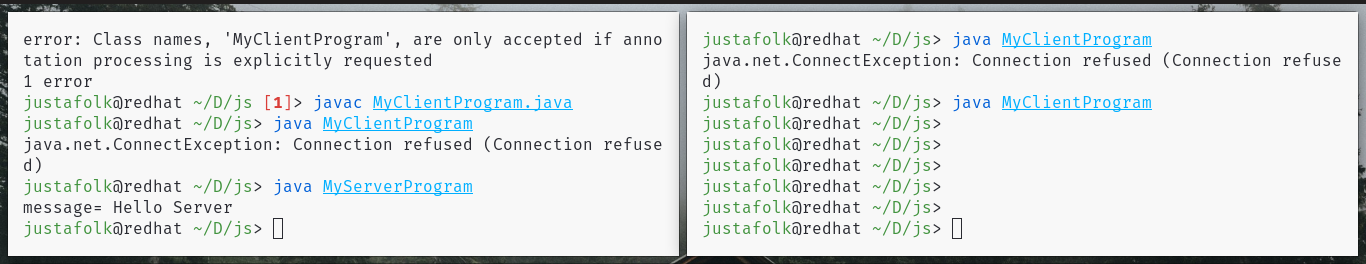 error: Class names, 'MyClientProgram', are only accepted if anno
tation processing is explicitly requested
1 error
justafolk@redhat ~/D/js [1]> javac MyClientProgram.java
justafolk@redhat ~/D/js> java MyClientProgram
java.net.ConnectException: Connection refused (Connection refuse
d)
justafolk@redhat ~/D/js> java MyServerProgram
message= Hello Server
justafolk@redhat ~/D/js>
justafolk@redhat ~/D/js> java MyClientProgram
java.net.ConnectException: Connection refused (Connection refuse
d)
justafolk@redhat ~/D/js> java MyClientProgram
justafolk@redhat ~/D/js>
justafolk@redhat ~/D/js>
justafolk@redhat ~/D/js>
justafolk@redhat ~/D/js>
justafolk@redhat ~/D/js>
justafolk@redhat ~/D/js>